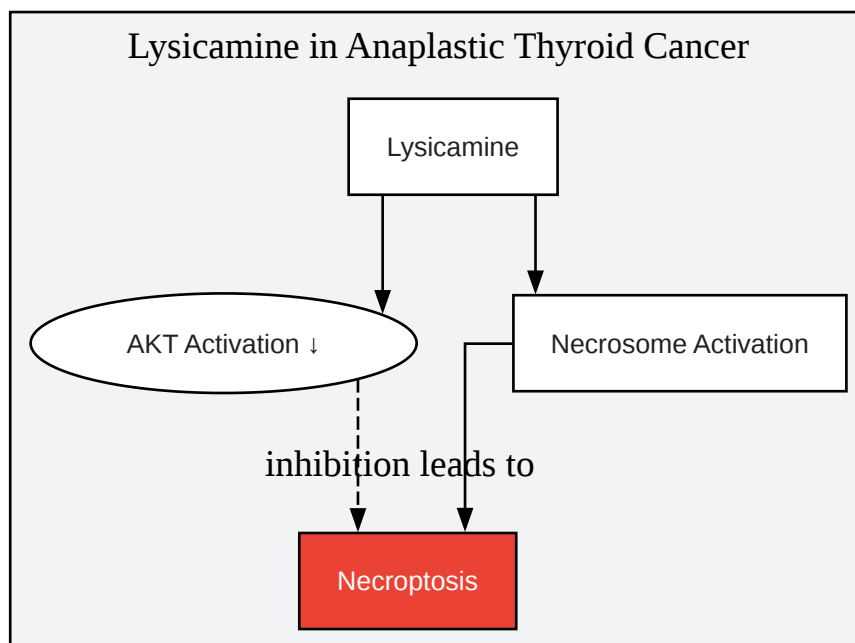 Lysicamine in Anaplastic Thyroid Cancer
Lysicamine
AKT Activation ↓
Necrosome Activation
inhibition leads to
Necroptosis